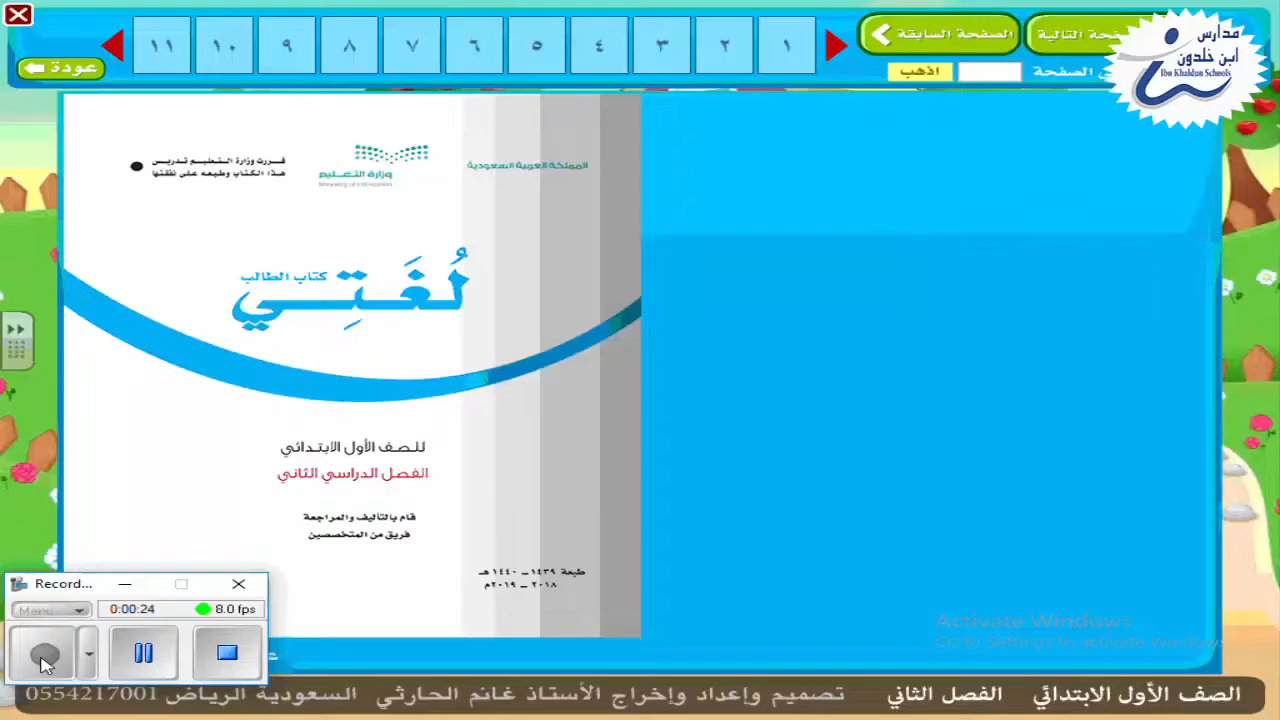 ١ ٢ ٣ ٤ ٥ ٦ ٧ ٨ ٩ ١٠ ١١
الصفحة السابقة
التالية
الصفحة
اذهب
عودة
مدارس
ابن خلدون
Ibn Khaldun Schools
المملكة العربية السعودية
وزارة التعليم
Ministry of Education
قررت وزارة التعليم تدريس
هذا الكتاب وطبعه على نفقتها
لُغَتِي
كتاب الطالب
للصف الأول الابتدائي
الفصل الدراسي الثاني
قام بالتأليف والمراجعة
فريق من المتخصصين
طبعة ١٤٣٩ – ١٤٤٠ هـ
٢٠١٨ – ٢٠١٩م
Record...
Menu
0:00:24
8.0 fps
Activate Windows
Go to Settings to activate Windows.
الصف الأول الابتدائي الفصل الثاني تصميم وإعداد وإخراج الأستاذ غانم الحارثي السعودية الرياض 0554217001